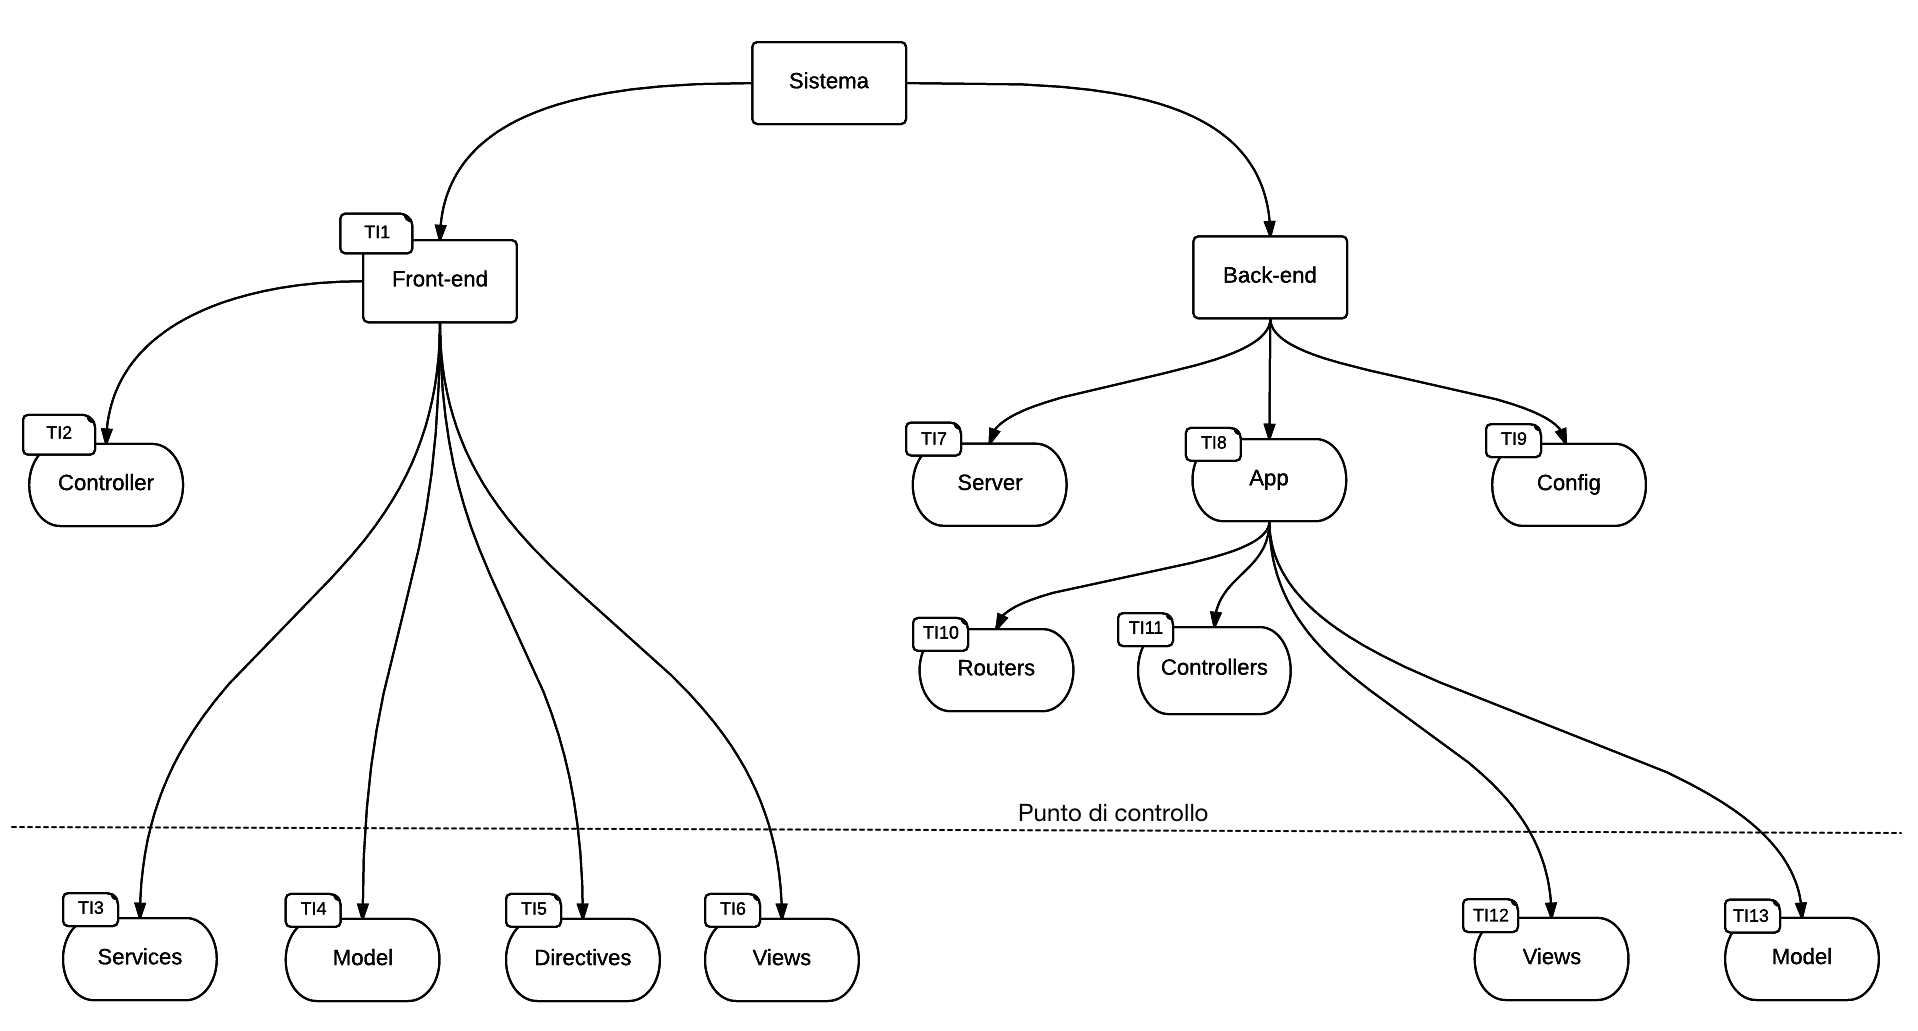 Sistema
TI1
Front-end
Back-end
TI2
Controller
TI7
Server
TI8
App
TI9
Config
TI10
Routers
TI11
Controllers
Punto di controllo
TI3
Services
TI4
Model
TI5
Directives
TI6
Views
TI12
Views
TI13
Model